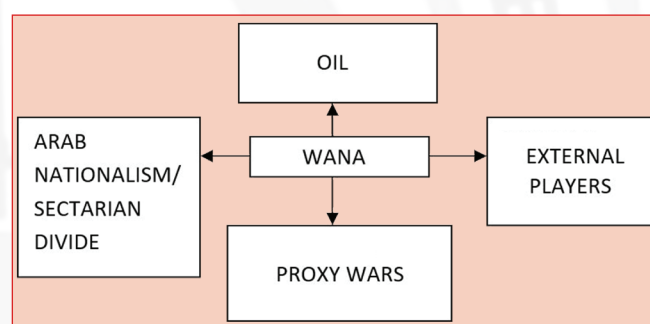 OIL
ARAB
NATIONALISM/
SECTARIAN
DIVIDE
WANA
EXTERNAL
PLAYERS
PROXY WARS